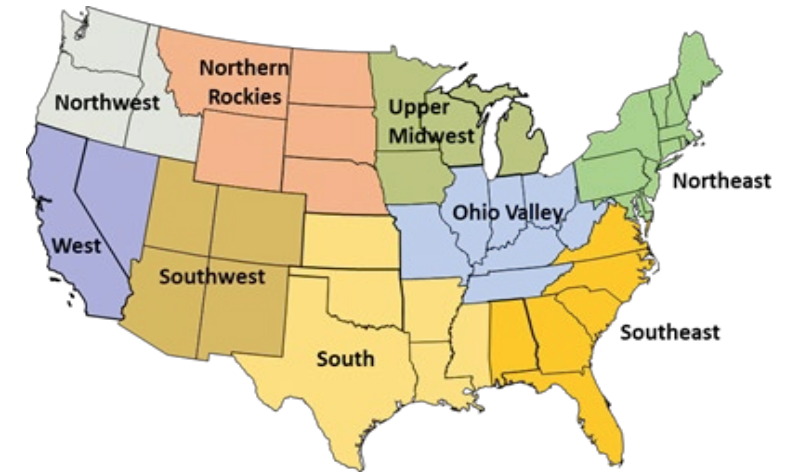 Northern
Rockies
Northwest
Upper
Midwest
Northeast
Ohio Valley
West
Southwest
Southeast
South